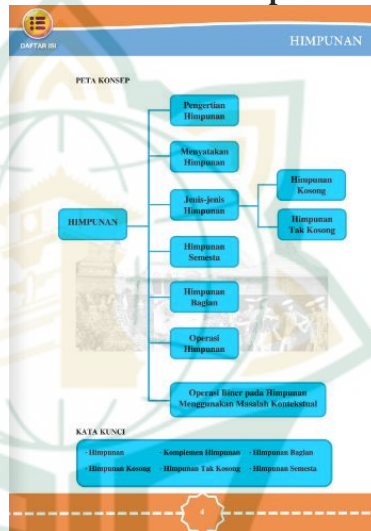 DAFTAR ISI
HIMPUNAN
PETA KONSEP
Pengertian
Himpunan
Menyatakan
Himpunan
Jenis-jenis
Himpunan
Himpunan
Kosong
HIMPUNAN
Himpunan
Tak Kosong
Himpunan
Semesta
Himpunan
Bagian
Operasi
Himpunan
Operasi Biner pada Himpunan
Menggunakan Masalah Kontekstual
KATA KUNCI
- Himpunan - Komplemen Himpunan - Himpunan Bagian
- Himpunan Kosong - Himpunan Tak Kosong - Himpunan Semesta
4